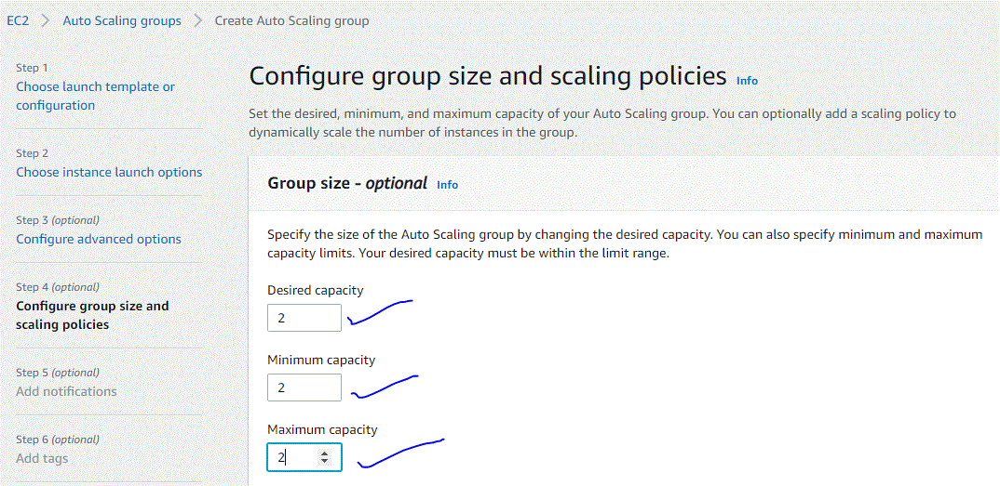 EC2 > Auto Scaling groups > Create Auto Scaling group
Step 1
Choose launch template or
configuration
Step 2
Choose instance launch options
Step 3 (optional)
Configure advanced options
Step 4 (optional)
Configure group size and
scaling policies
Step 5 (optional)
Add notifications
Step 6 (optional)
Add tags
Configure group size and scaling policies Info
Set the desired, minimum, and maximum capacity of your Auto Scaling group. You can optionally add a scaling policy to
dynamically scale the number of instances in the group.
Group size - optional Info
Specify the size of the Auto Scaling group by changing the desired capacity. You can also specify minimum and maximum
capacity limits. Your desired capacity must be within the limit range.
Desired capacity
2
Minimum capacity
2
Maximum capacity
2